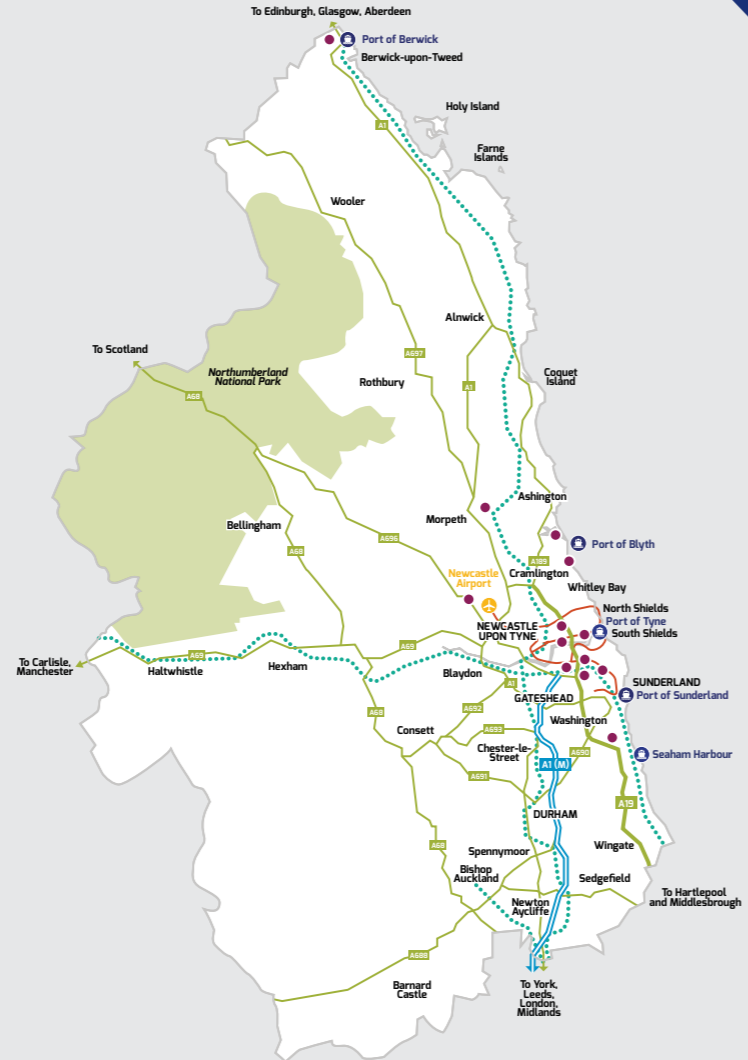 To Edinburgh, Glasgow, Aberdeen
Port of Berwick
Berwick-upon-Tweed
Holy Island
A1
Farne
Islands
Wooler
Alnwick
To Scotland
A697
Northumberland
National Park
Rothbury
Coquet
Island
A1
A68
Ashington
Morpeth
Bellingham
A696
Port of Blyth
A68
A189
Newcastle
Airport
Cramlington
Whitley Bay
North Shields
Port of Tyne
NEWCASTLE
UPON TYNE
South Shields
A69
A69
To Carlisle,
Manchester
Haltwhistle
Hexham
Blaydon
A1
SUNDERLAND
GATESHEAD
Port of Sunderland
A68
A692
Washington
Consett
A693
Chester-le-
Street
A690
Seaham Harbour
A1 (M)
A691
A19
DURHAM
A68
Wingate
Spennymoor
Bishop
Auckland
Sedgefield
To Hartlepool
and Middlesbrough
Newton
Aycliffe
A688
Barnard
Castle
To York,
Leeds,
London,
Midlands